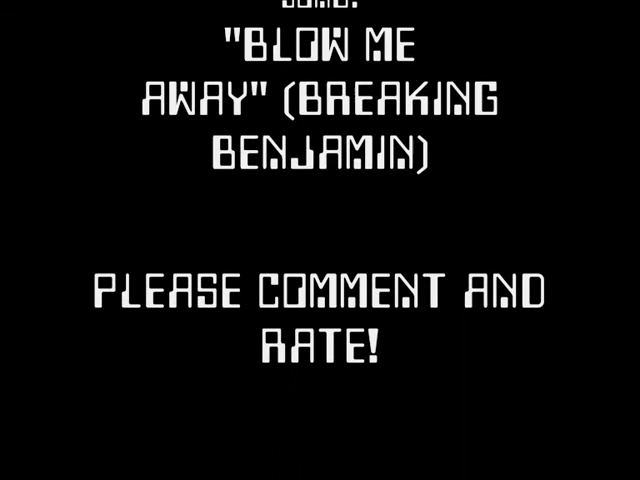 "BLOW ME
AWAY" (BREAKING
BENJAMIN)
PLEASE COMMENT AND
RATE!